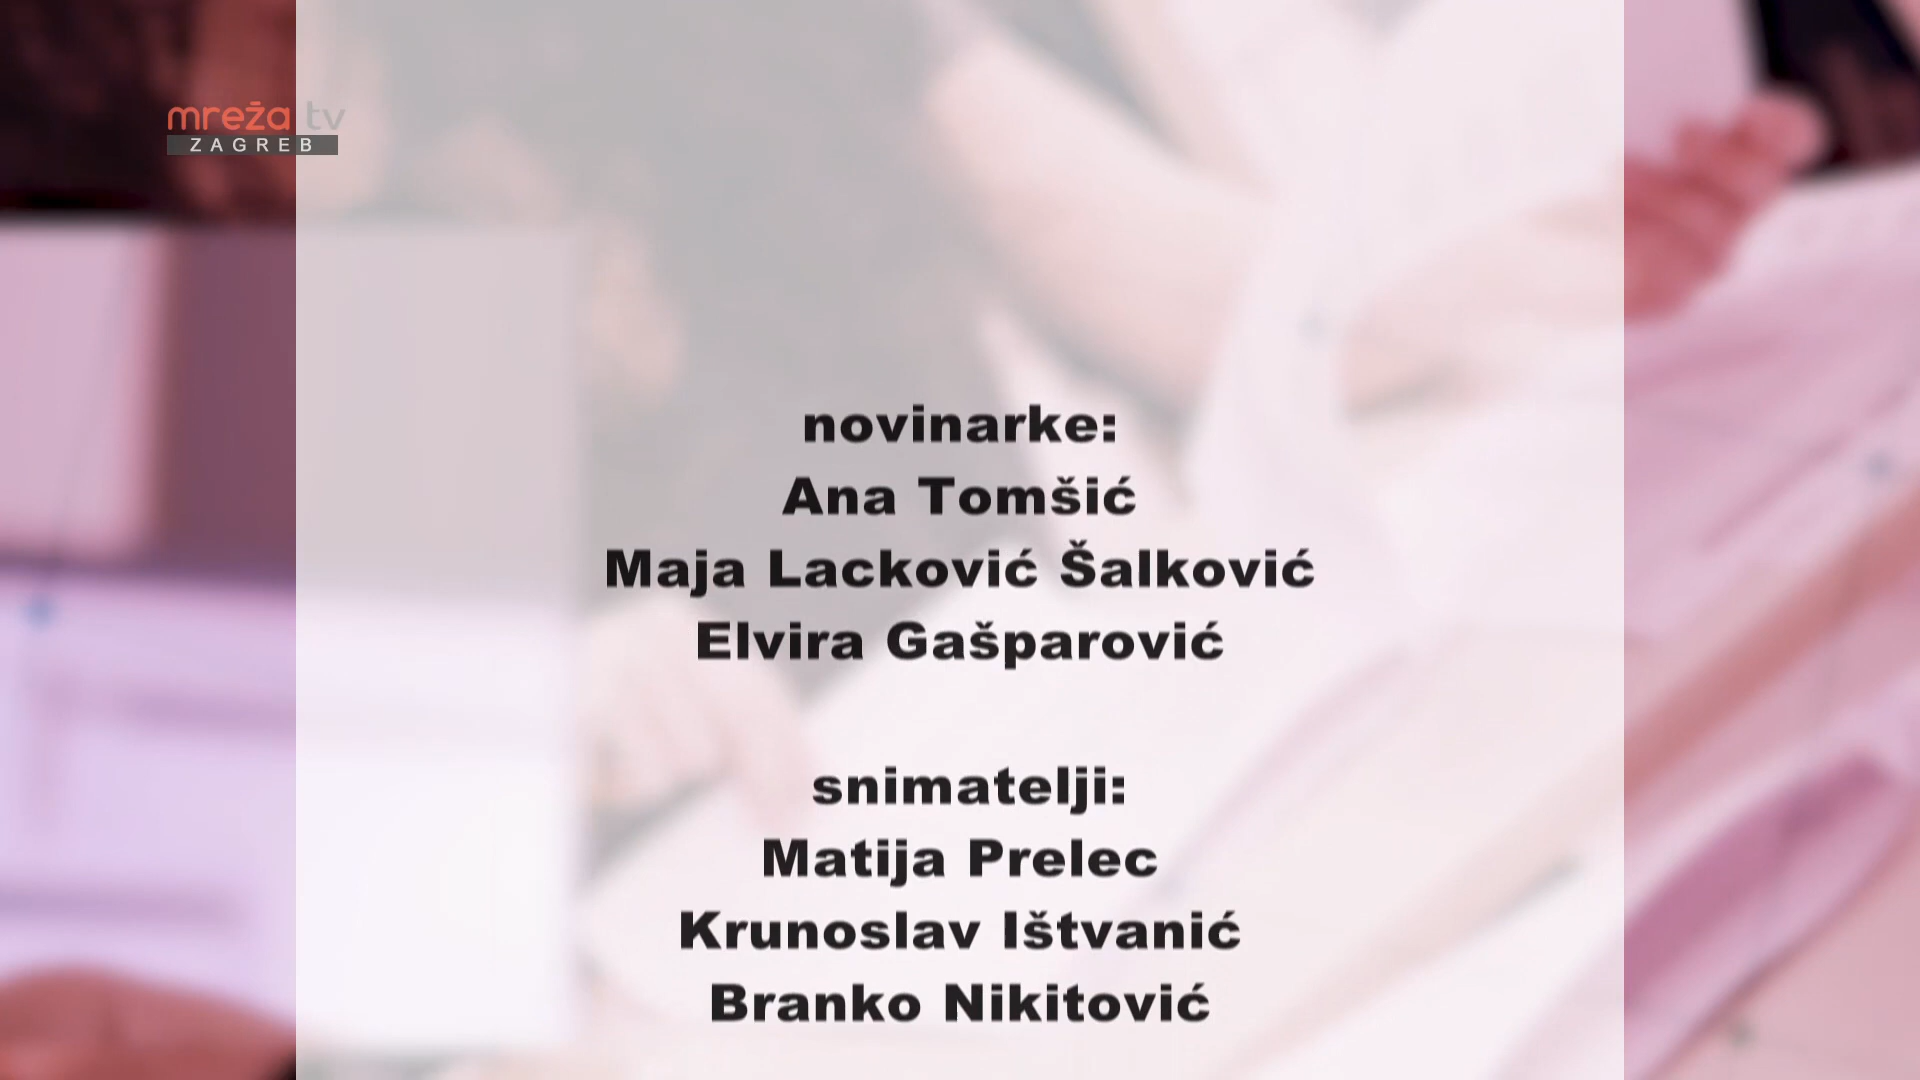 mreža tv
ZAGREB
novinarke:
Ana Tomšić
Maja Lacković Šalković
Elvira Gašparović
snimatelji:
Matija Prelec
Krunoslav Ištvanić
Branko Nikitović